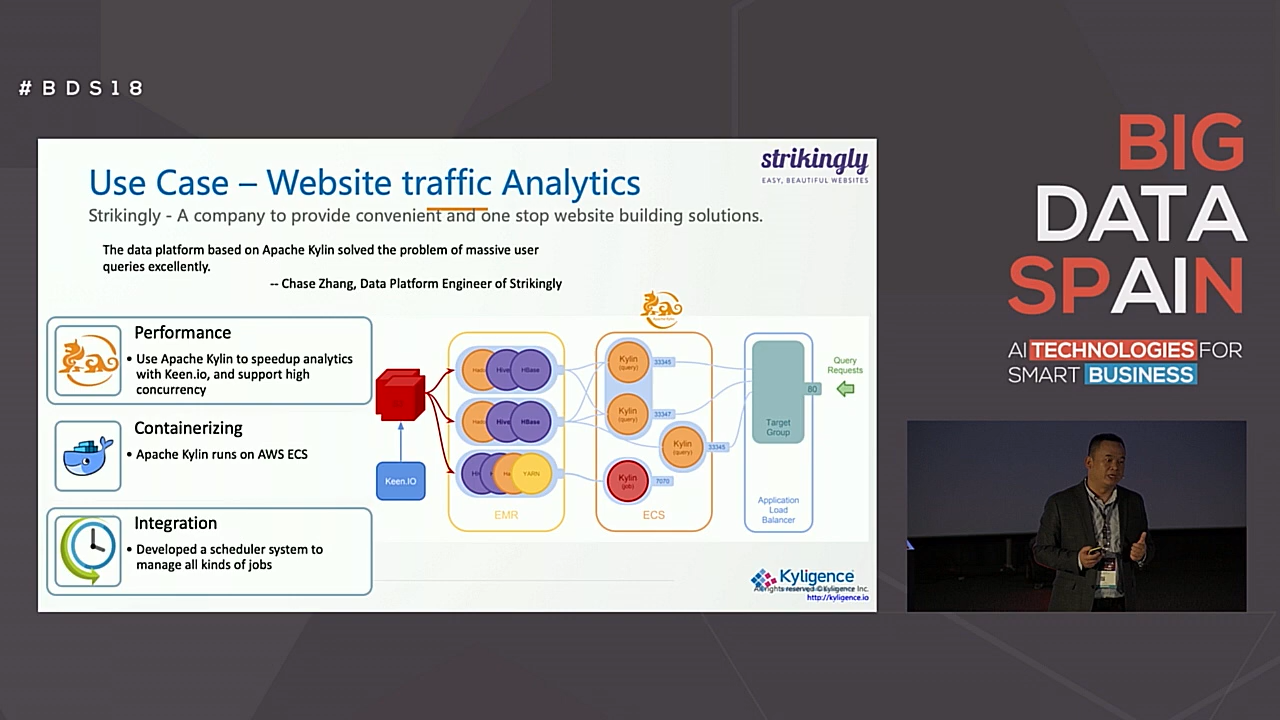 #BDS18
BIG
DATA
SPAIN
AI TECHNOLOGIES FOR
SMART BUSINESS
strikingly
EASY, BEAUTIFUL WEBSITES
Use Case – Website traffic Analytics
Strikingly - A company to provide convenient and one stop website building solutions.
The data platform based on Apache Kylin solved the problem of massive user
queries excellently.
-- Chase Zhang, Data Platform Engineer of Strikingly
Performance
• Use Apache Kylin to speedup analytics
with Keen.io, and support high
concurrency
Containerizing
• Apache Kylin runs on AWS ECS
Integration
• Developed a scheduler system to
manage all kinds of jobs
Keen.IO
Hive
HBase
Hive
HBase
YARN
EMR
Apache Kylin
Kylin
(query)
33345
Kylin
(query)
33347
Kylin
(query)
33345
Kylin
(job)
7070
ECS
Target
Group
80
Application
Load
Balancer
Query
Requests
Kyligence
All rights reserved ©Kyligence Inc.
http://kyligence.io